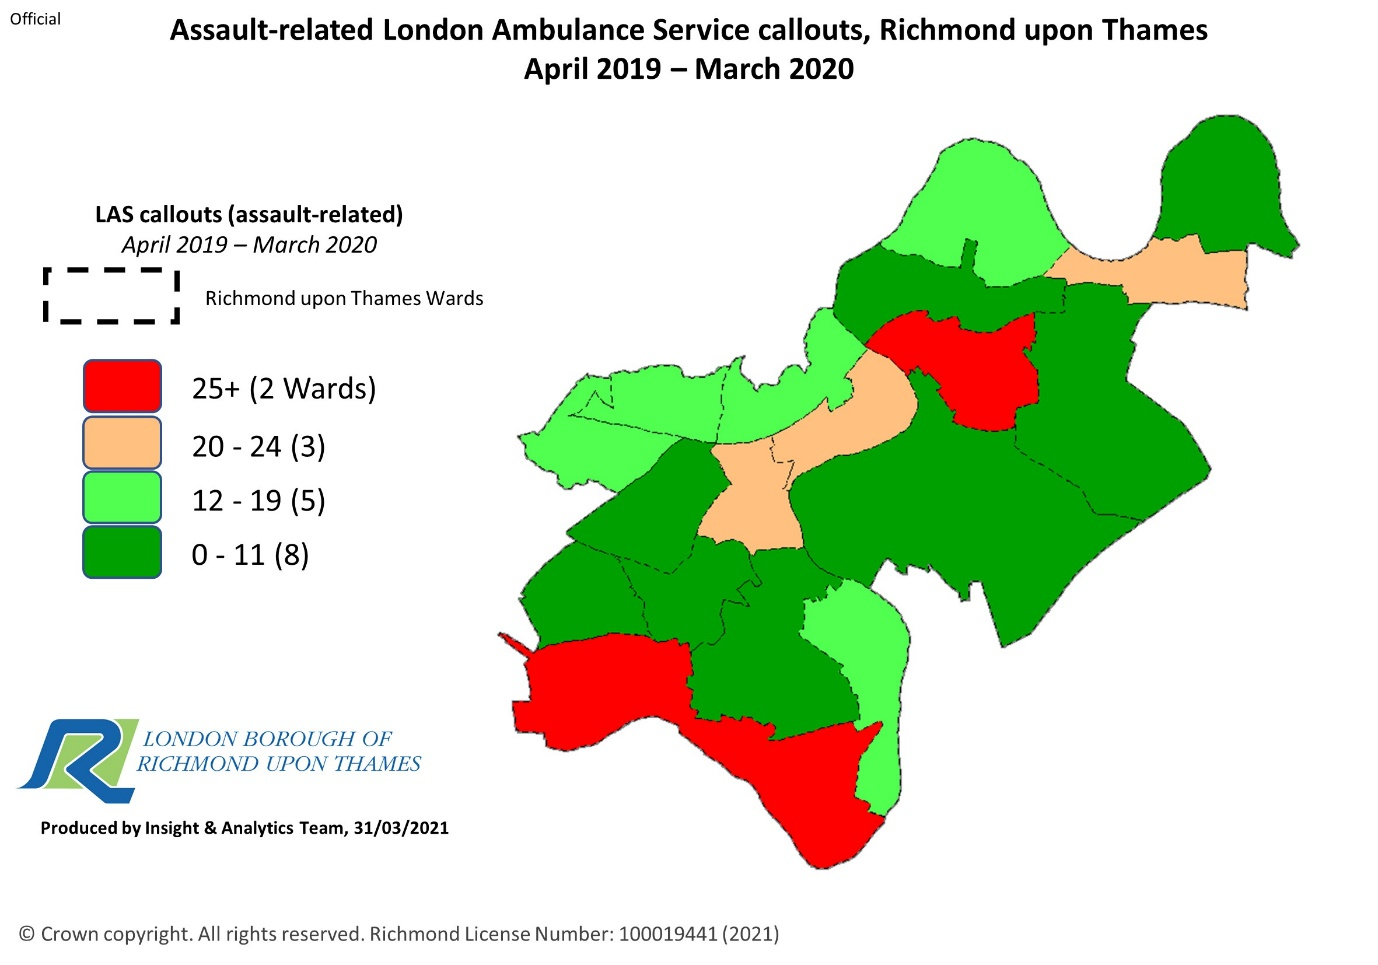 Official
Assault-related London Ambulance Service callouts, Richmond upon Thames
April 2019 – March 2020
LAS callouts (assault-related)
April 2019 – March 2020
Richmond upon Thames Wards
25+ (2 Wards)
20 - 24 (3)
12 - 19 (5)
0 - 11 (8)
LONDON BOROUGH OF
RICHMOND UPON THAMES
Produced by Insight & Analytics Team, 31/03/2021
© Crown copyright. All rights reserved. Richmond License Number: 100019441 (2021)